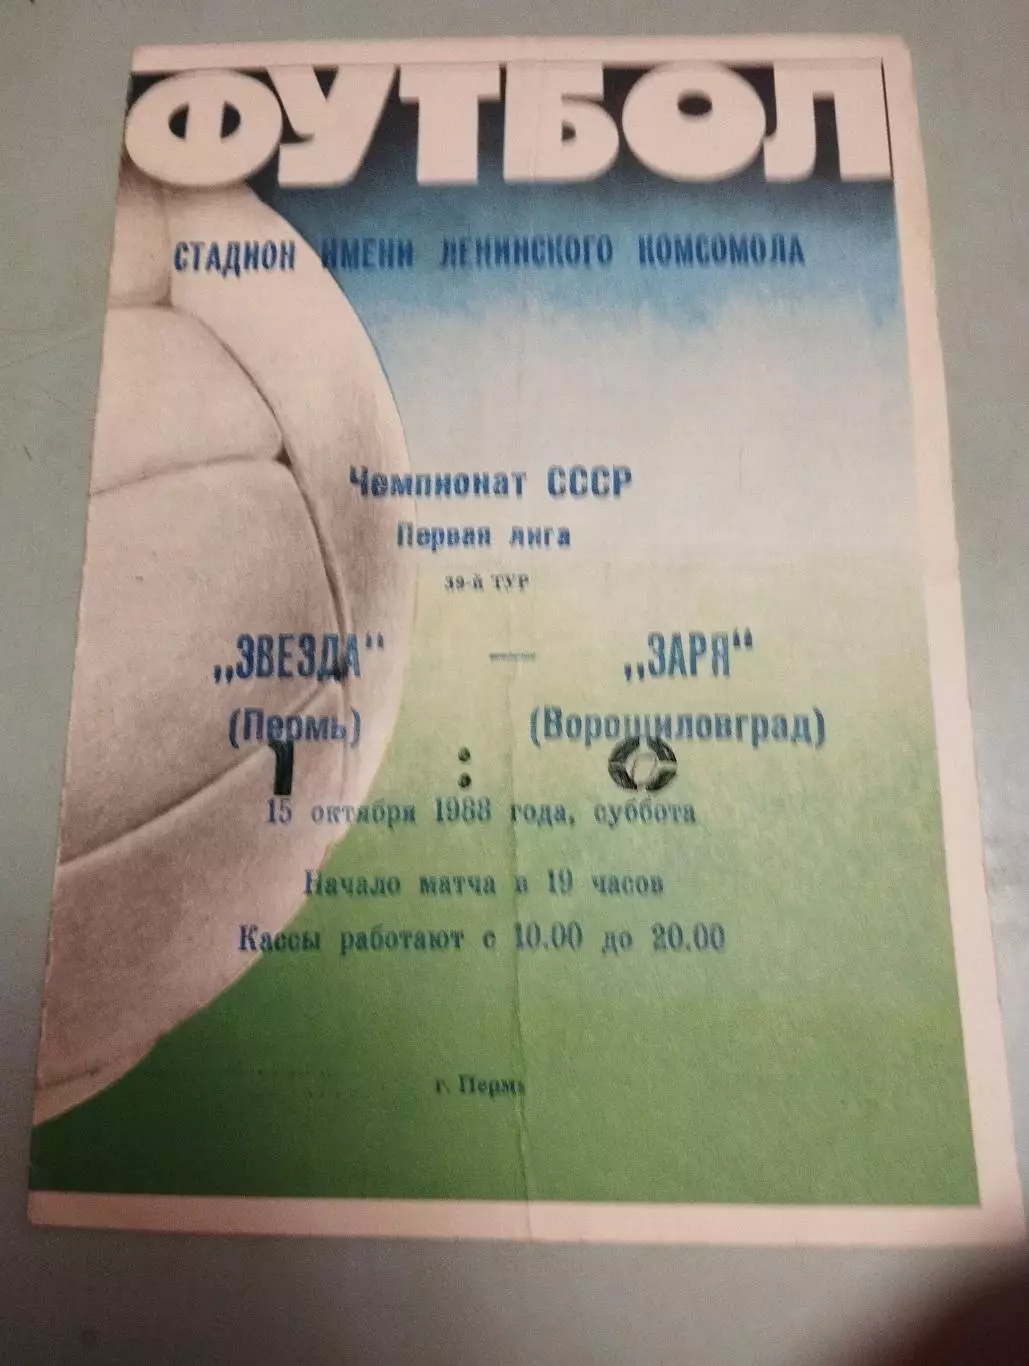 ФУТБОЛ
СТАДИОН ИМЕНИ ЛЕНИНСКОГО КОМСОМОЛА
Чемпионат СССР
Первая лига
39-й ТУР
„ЗВЕЗДА“ — „ЗАРЯ“
(Пермь) (Ворошиловград)
1 : 0
15 октября 1988 года, суббота
Начало матча в 19 часов
Кассы работают с 10.00 до 20.00
г. Пермь